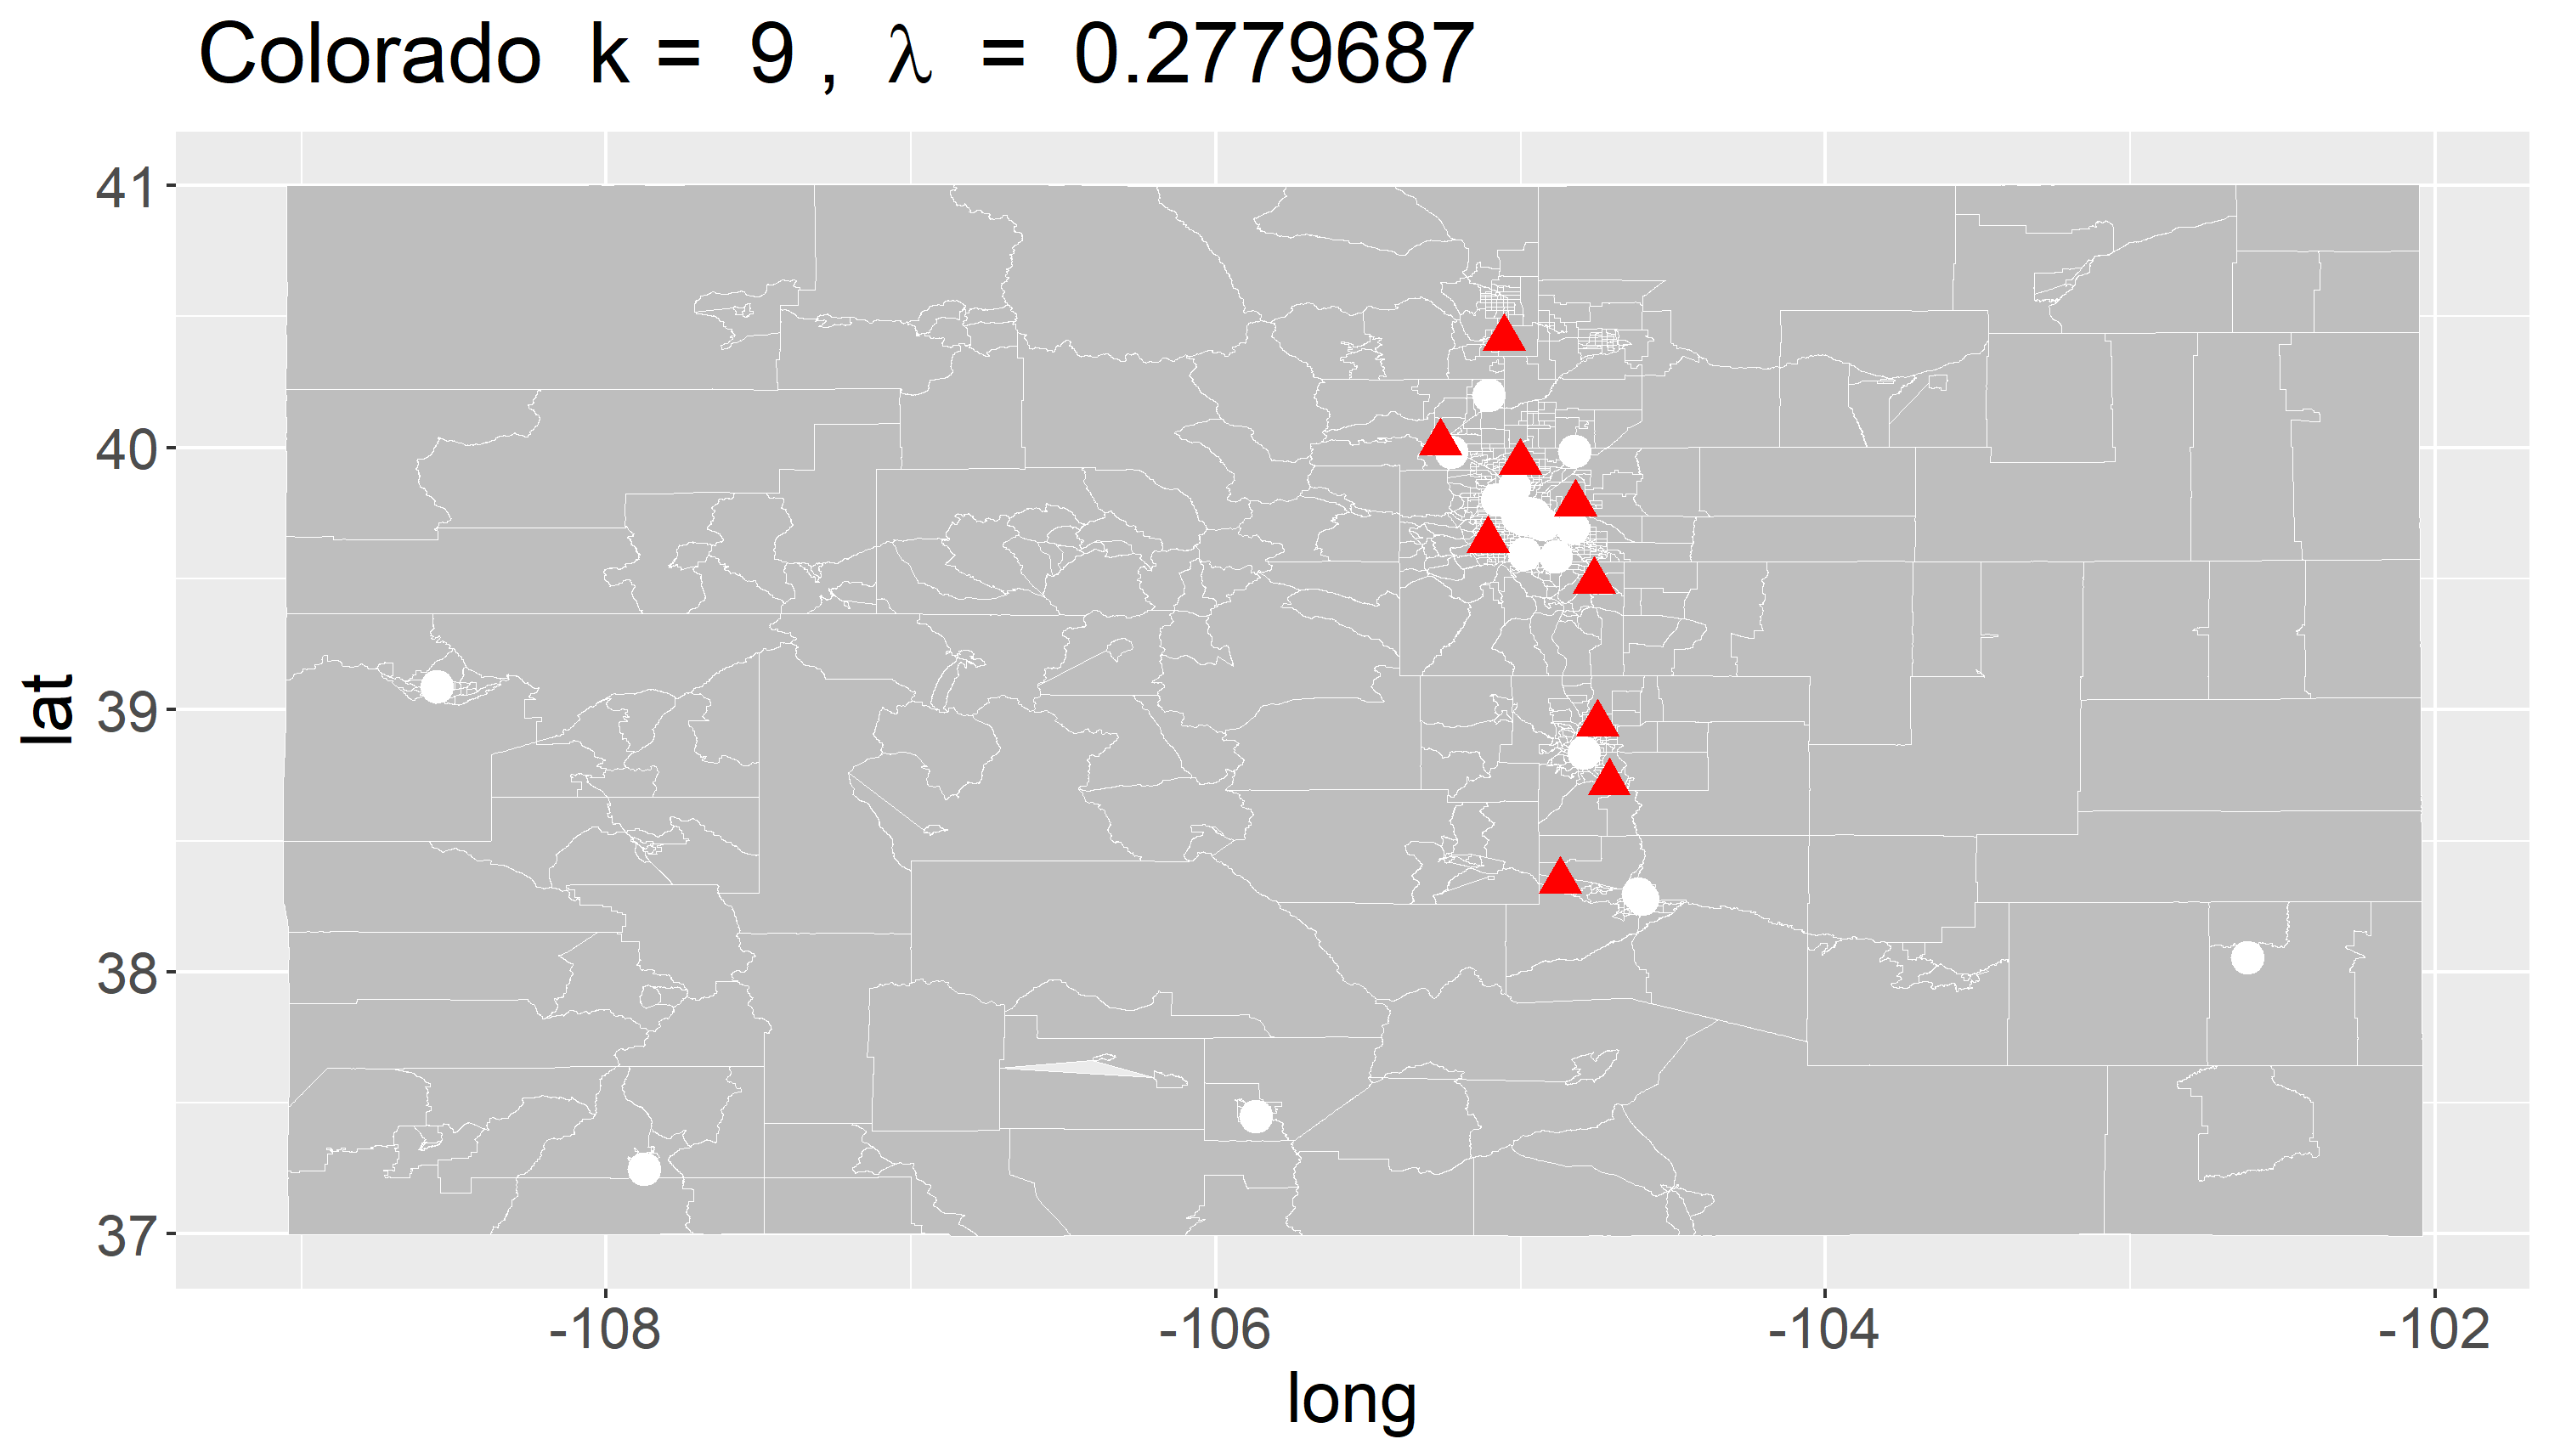 Colorado k = 9 , λ = 0.2779687
41
40
39
38
37
lat
-108 -106 -104 -102
long